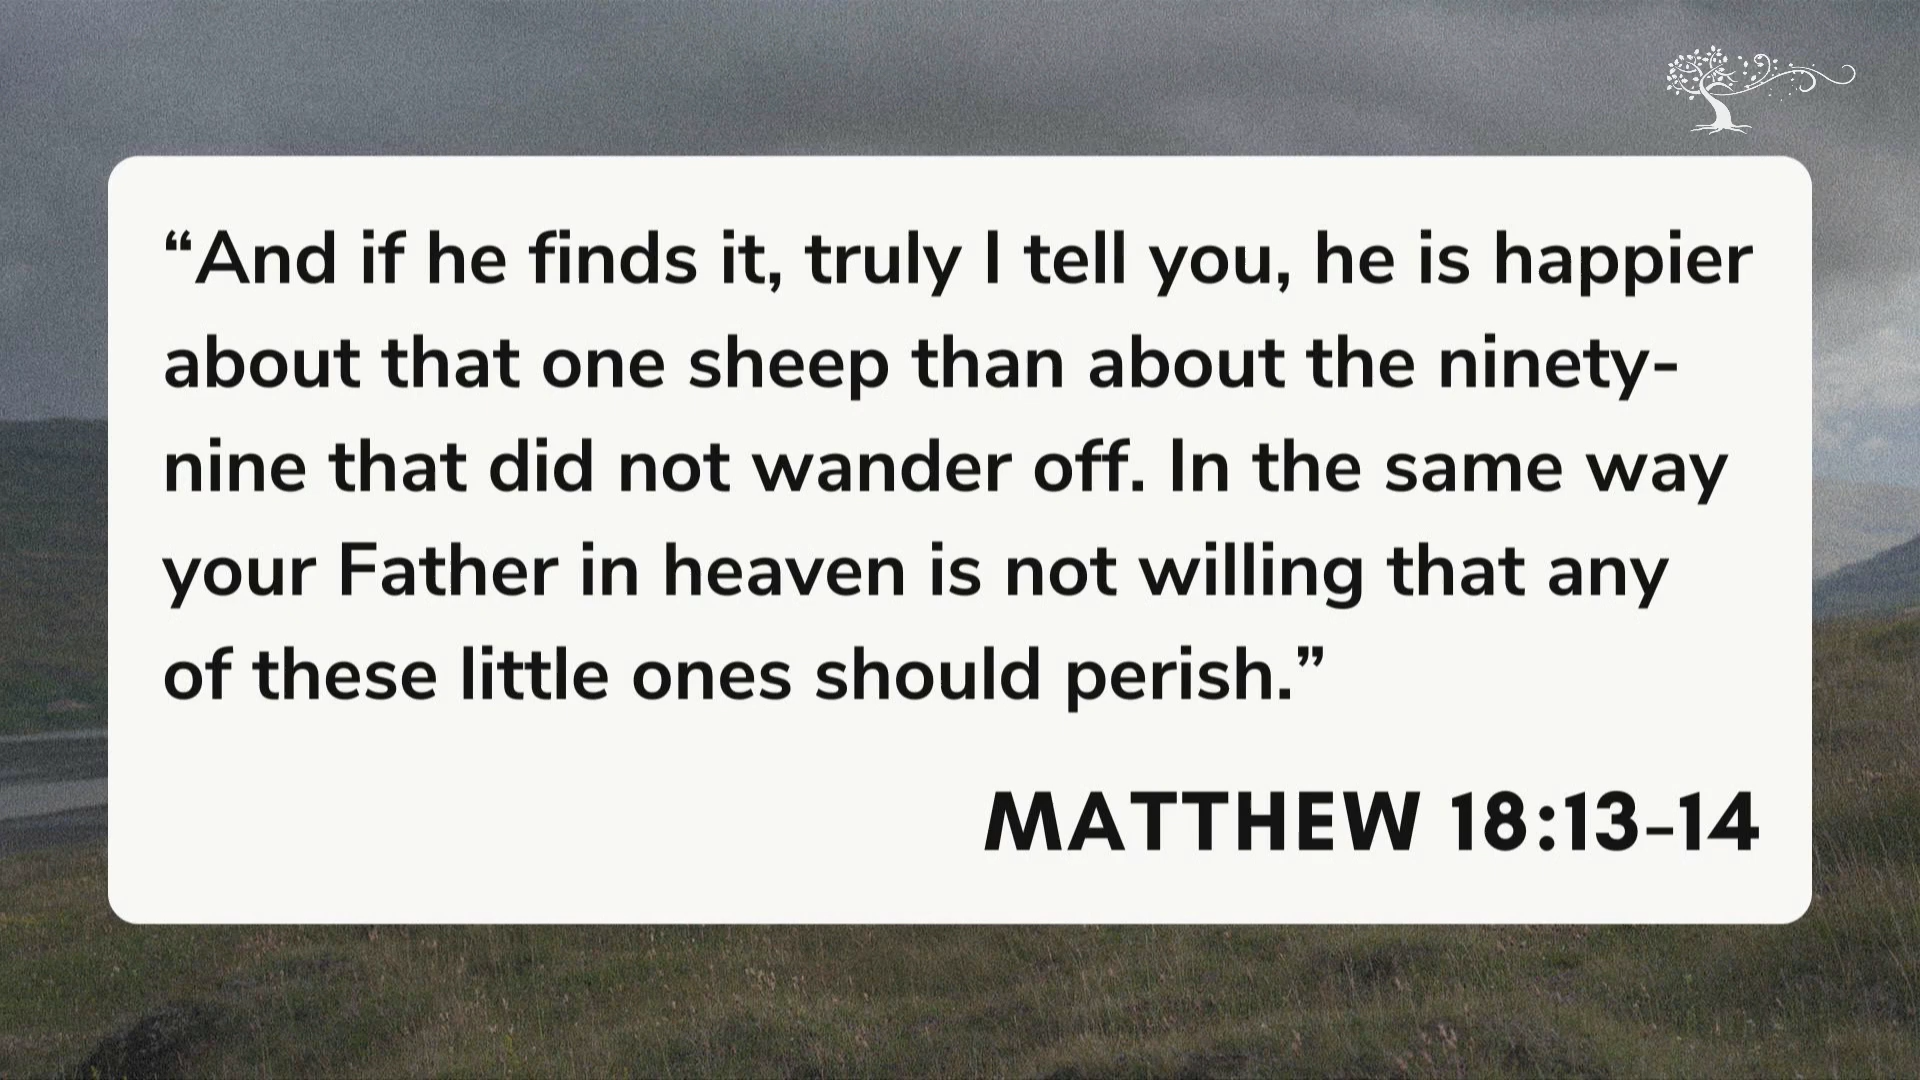 “And if he finds it, truly I tell you, he is happier
about that one sheep than about the ninety-
nine that did not wander off. In the same way
your Father in heaven is not willing that any
of these little ones should perish.”
MATTHEW 18:13-14